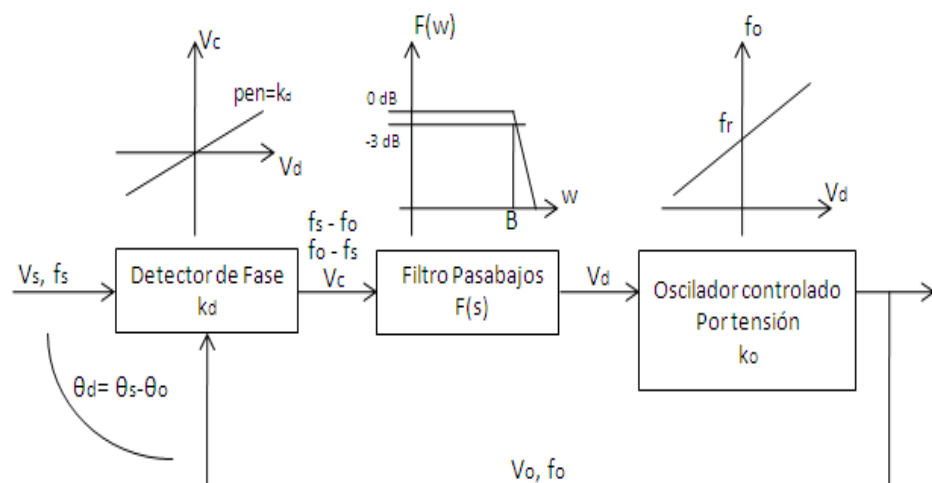 Vc
pen=kd
Vd
F(w)
0 dB
-3 dB
B
w
fo
fr
Vd
Vs, fs
Detector de Fase
kd
fs - fo
fo - fs
Vc
Filtro Pasabajos
F(s)
Vd
Oscilador controlado
Por tensión
ko
θd= θs-θo
Vo, fo